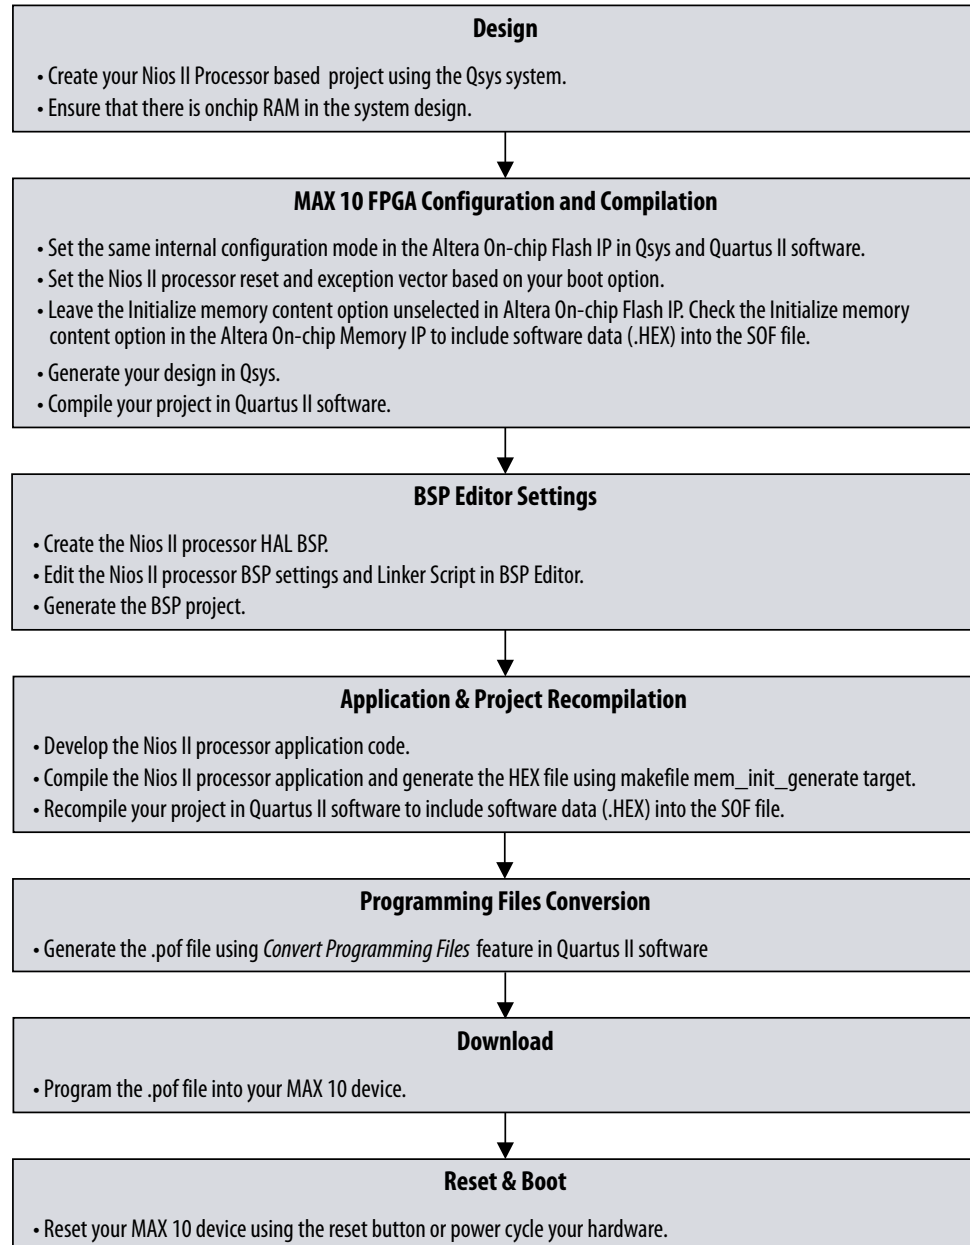 Design
• Create your Nios II Processor based project using the Qsys system.
• Ensure that there is onchip RAM in the system design.
MAX 10 FPGA Configuration and Compilation
• Set the same internal configuration mode in the Altera On-chip Flash IP in Qsys and Quartus II software.
• Set the Nios II processor reset and exception vector based on your boot option.
• Leave the Initialize memory content option unselected in Altera On-chip Flash IP. Check the Initialize memory
content option in the Altera On-chip Memory IP to include software data (.HEX) into the SOF file.
• Generate your design in Qsys.
• Compile your project in Quartus II software.
BSP Editor Settings
• Create the Nios II processor HAL BSP.
• Edit the Nios II processor BSP settings and Linker Script in BSP Editor.
• Generate the BSP project.
Application & Project Recompilation
• Develop the Nios II processor application code.
• Compile the Nios II processor application and generate the HEX file using makefile mem_init_generate target.
• Recompile your project in Quartus II software to include software data (.HEX) into the SOF file.
Programming Files Conversion
• Generate the .pof file using Convert Programming Files feature in Quartus II software
Download
• Program the .pof file into your MAX 10 device.
Reset & Boot
• Reset your MAX 10 device using the reset button or power cycle your hardware.